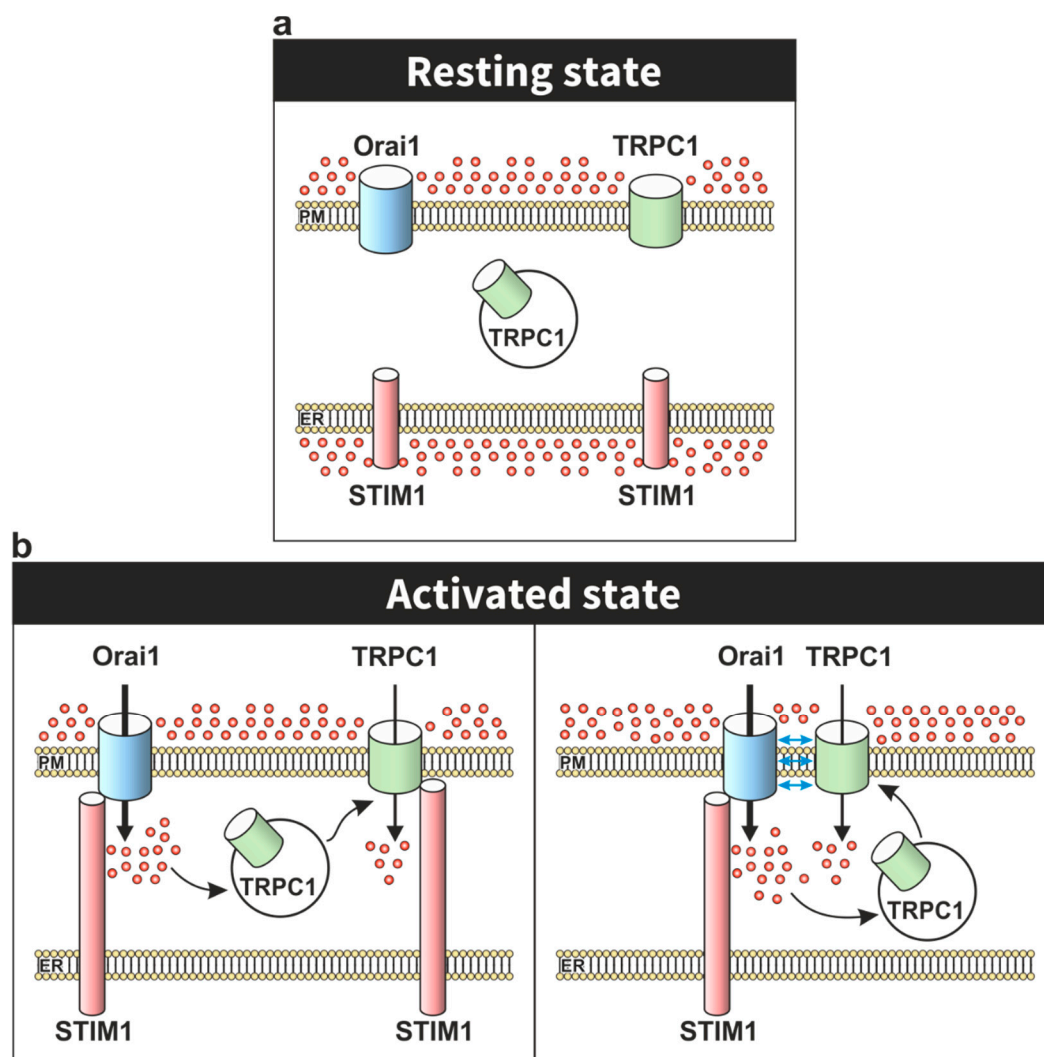 a
Resting state
Orai1 TRPC1
PM
TRPC1
ER
STIM1 STIM1
b
Activated state
Orai1 TRPC1
PM
TRPC1
ER
STIM1 STIM1
Orai1 TRPC1
PM
TRPC1
ER
STIM1